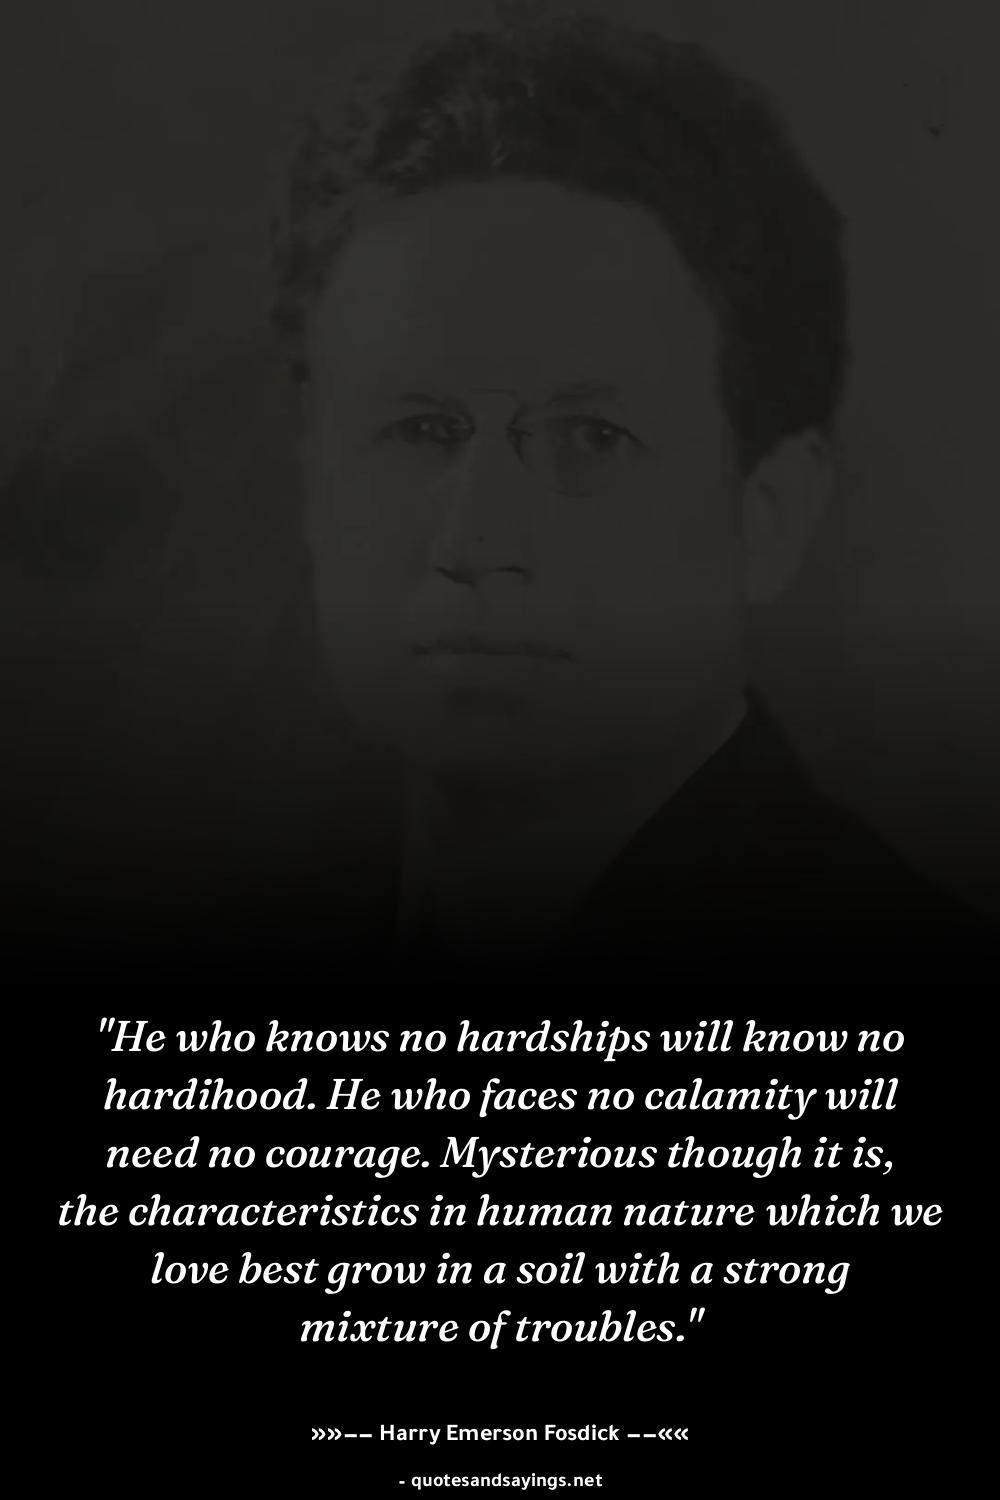 "He who knows no hardships will know no
hardihood. He who faces no calamity will
need no courage. Mysterious though it is,
the characteristics in human nature which we
love best grow in a soil with a strong
mixture of troubles."
»»−− Harry Emerson Fosdick −−««
- quotesandsayings.net